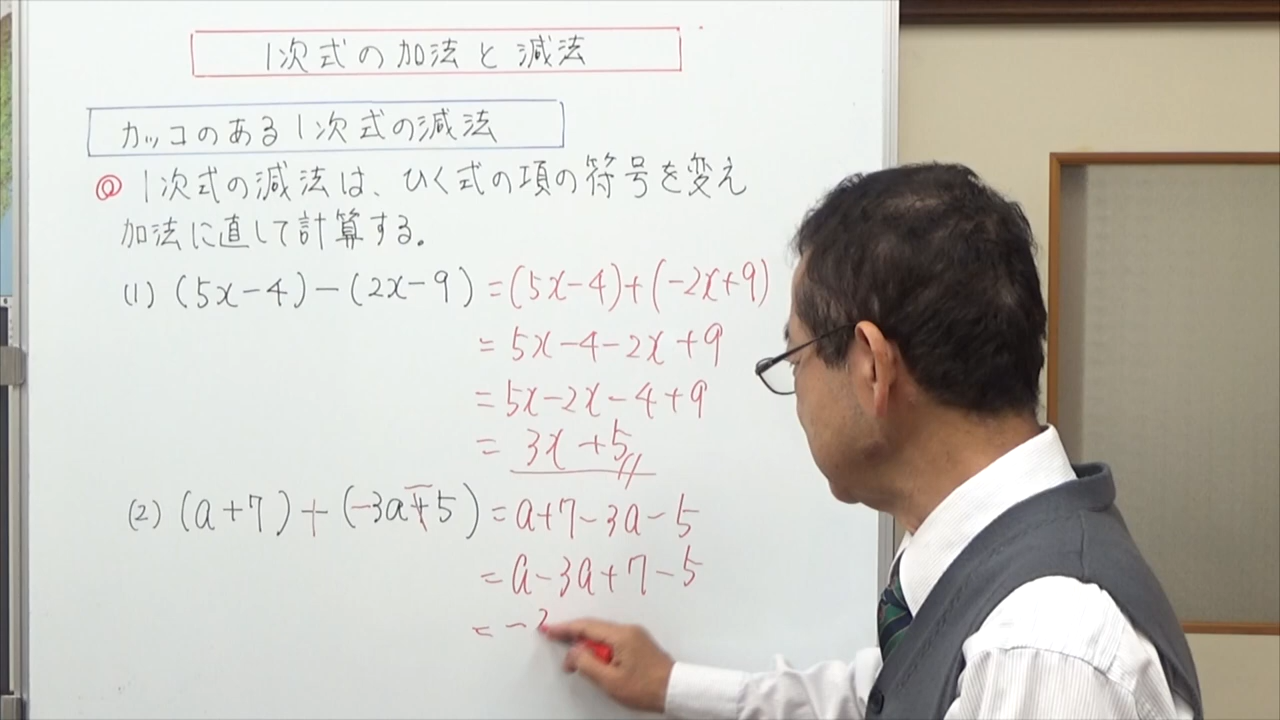 1次式の加法と減法
カッコのある1次式の減法
◎ 1次式の減法は、ひく式の項の符号を変え
加法に直して計算する。
(1) (5x-4)-(2x-9) =(5x-4)+(-2x+9)
= 5x-4-2x+9
=5x-2x-4+9
= 3x+5
(2) (a+7)+(-3a-5) =a+7-3a-5
=a-3a+7-5
= -2